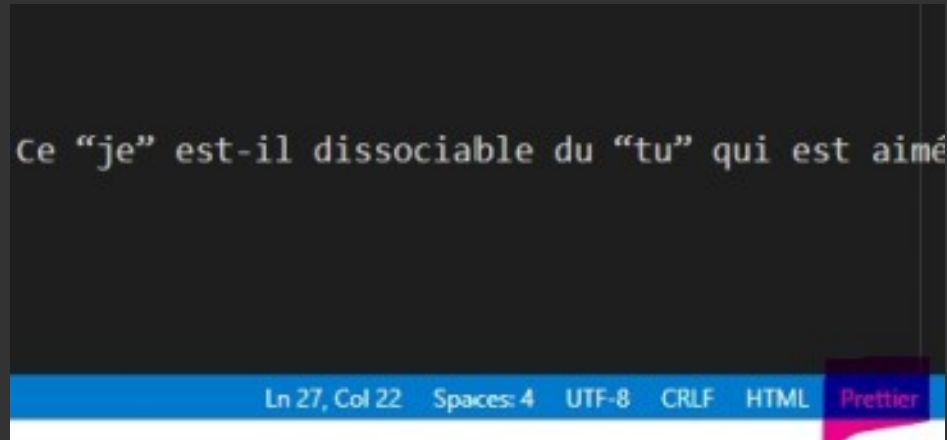 Ce “je” est-il dissociable du “tu” qui est aimé
Ln 27, Col 22 Spaces: 4 UTF-8 CRLF HTML Prettier